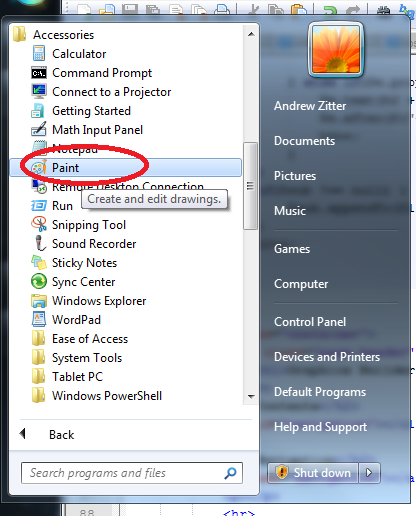 Accessories
Calculator
Command Prompt
Connect to a Projector
Getting Started
Math Input Panel
Notepad
Paint
Remote Desktop Connection
Create and edit drawings.
Run
Snipping Tool
Sound Recorder
Sticky Notes
Sync Center
Windows Explorer
WordPad
Ease of Access
System Tools
Tablet PC
Windows PowerShell
Back
Search programs and files
Andrew Zitter
Documents
Pictures
Music
Games
Computer
Control Panel
Devices and Printers
Default Programs
Help and Support
Shut down
88
<hr>